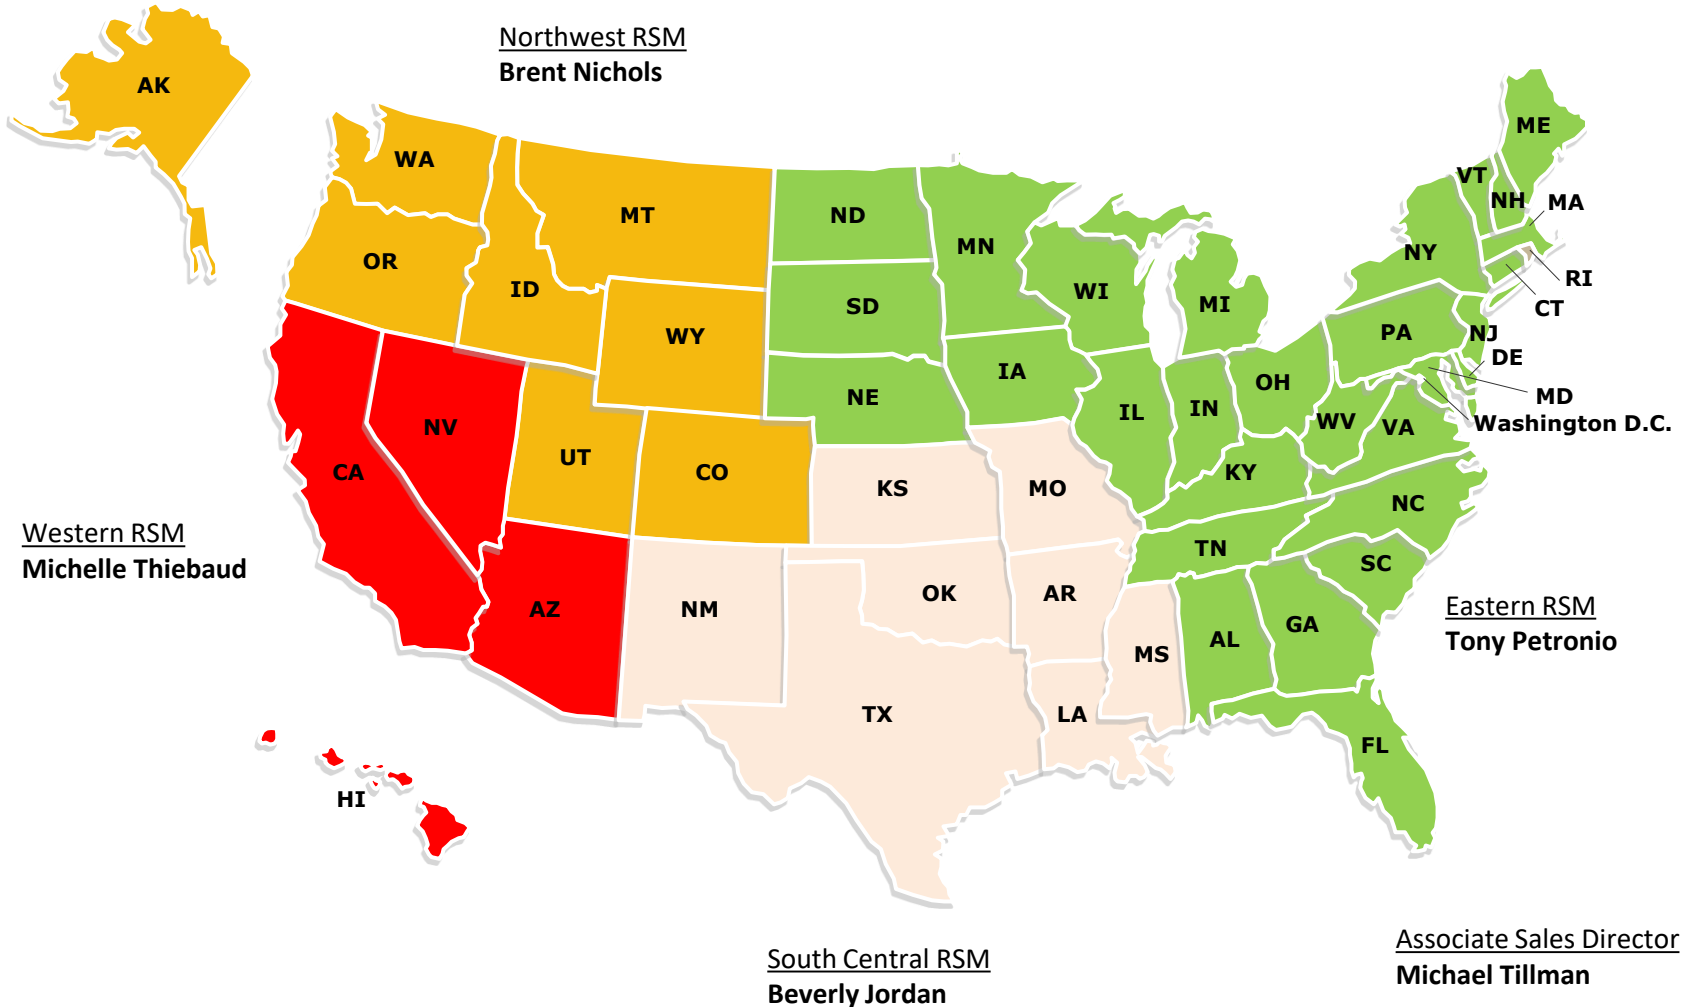 Northwest RSM
Brent Nichols
AK
WA
MT
OR
ID
WY
ND
MN
SD
WI
MI
NE
IA
ME
VT
NH
MA
NY
RI
CT
PA
NJ
DE
MD
Washington D.C.
OH
IL
IN
WV
VA
KY
NV
CA
UT
CO
KS
MO
NC
TN
SC
Western RSM
Michelle Thiebaud
AZ
NM
OK
AR
MS
AL
GA
Eastern RSM
Tony Petronio
TX
LA
FL
HI
South Central RSM
Beverly Jordan
Associate Sales Director
Michael Tillman